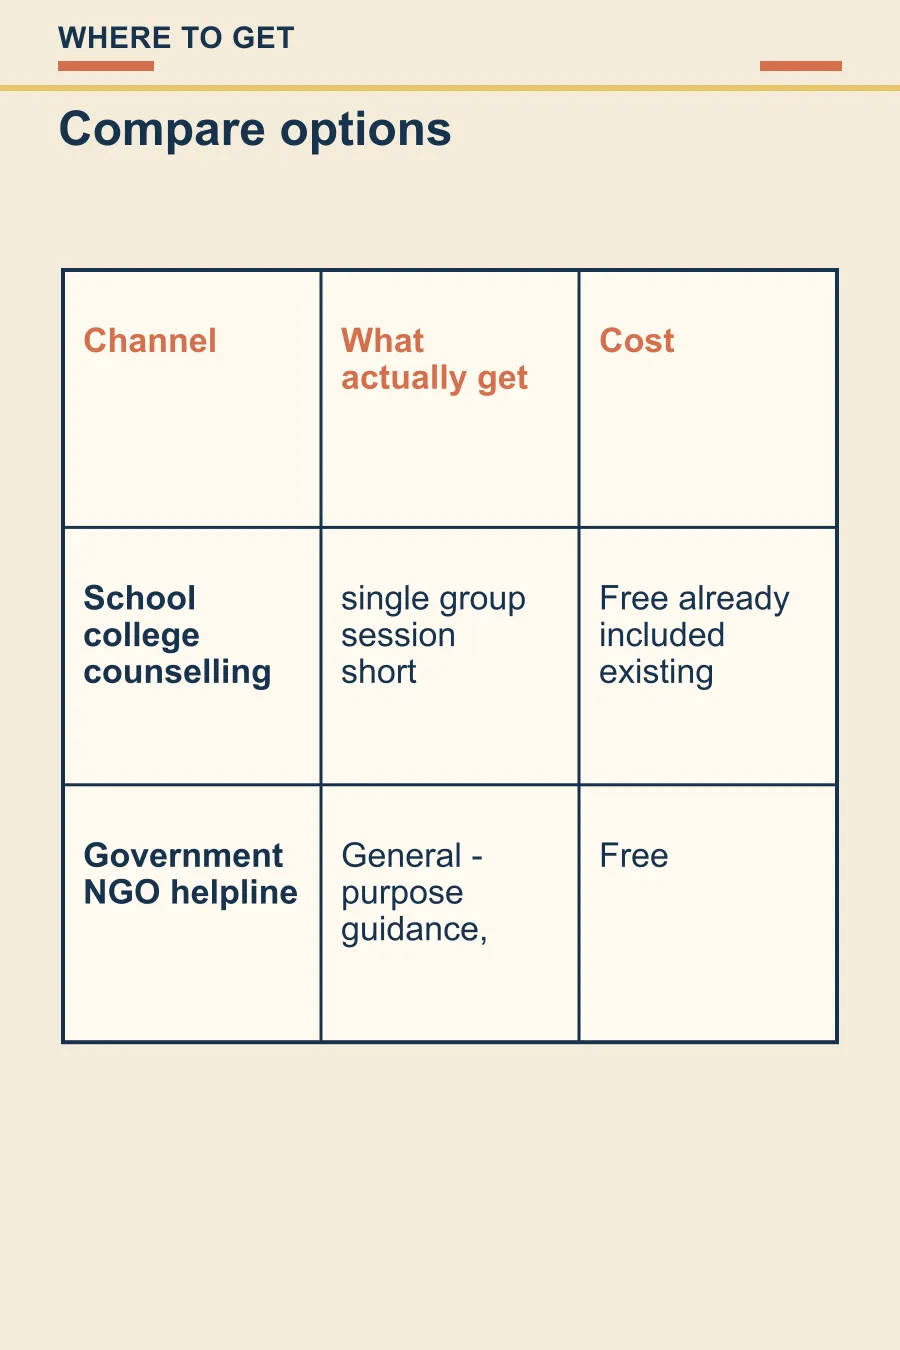 WHERE TO GET
Compare options
Channel
What
actually get
Cost
School
college
counselling
single group
session
short
Free already
included
existing
Government
NGO helpline
General -
purpose
guidance,
Free